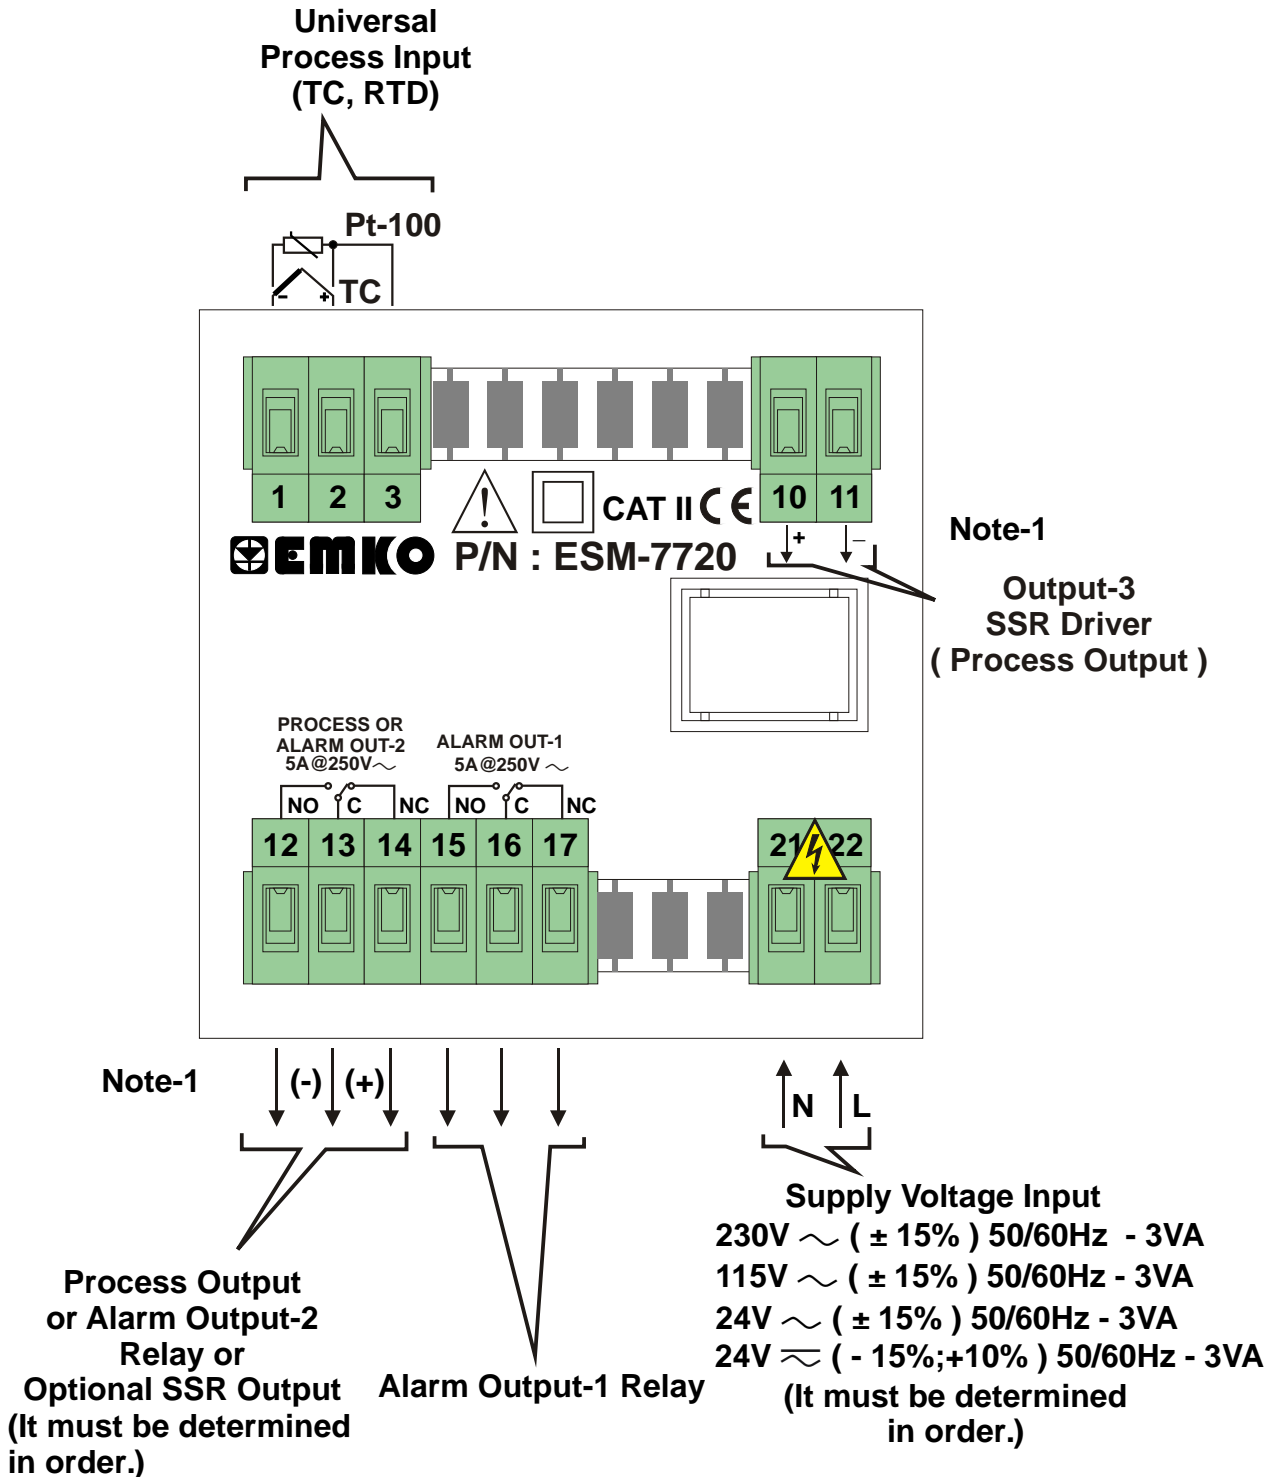 Universal
Process Input
(TC, RTD)
Pt-100
- + TC
1 2 3
CAT II CE
10 11
EMKO
P/N : ESM-7720
+ –
Note-1
Output-3
SSR Driver
( Process Output )
PROCESS OR
ALARM OUT-2
5A@250V~
ALARM OUT-1
5A@250V ~
NO C NC NO C NC
12 13 14 15 16 17
21 22
Note-1
(-) (+)
N L
Supply Voltage Input
230V ~ ( ± 15% ) 50/60Hz - 3VA
115V ~ ( ± 15% ) 50/60Hz - 3VA
24V ~ ( ± 15% ) 50/60Hz - 3VA
24V ⏦ ( - 15%;+10% ) 50/60Hz - 3VA
(It must be determined
in order.)
Process Output
or Alarm Output-2
Relay or
Optional SSR Output
(It must be determined
in order.)
Alarm Output-1 Relay